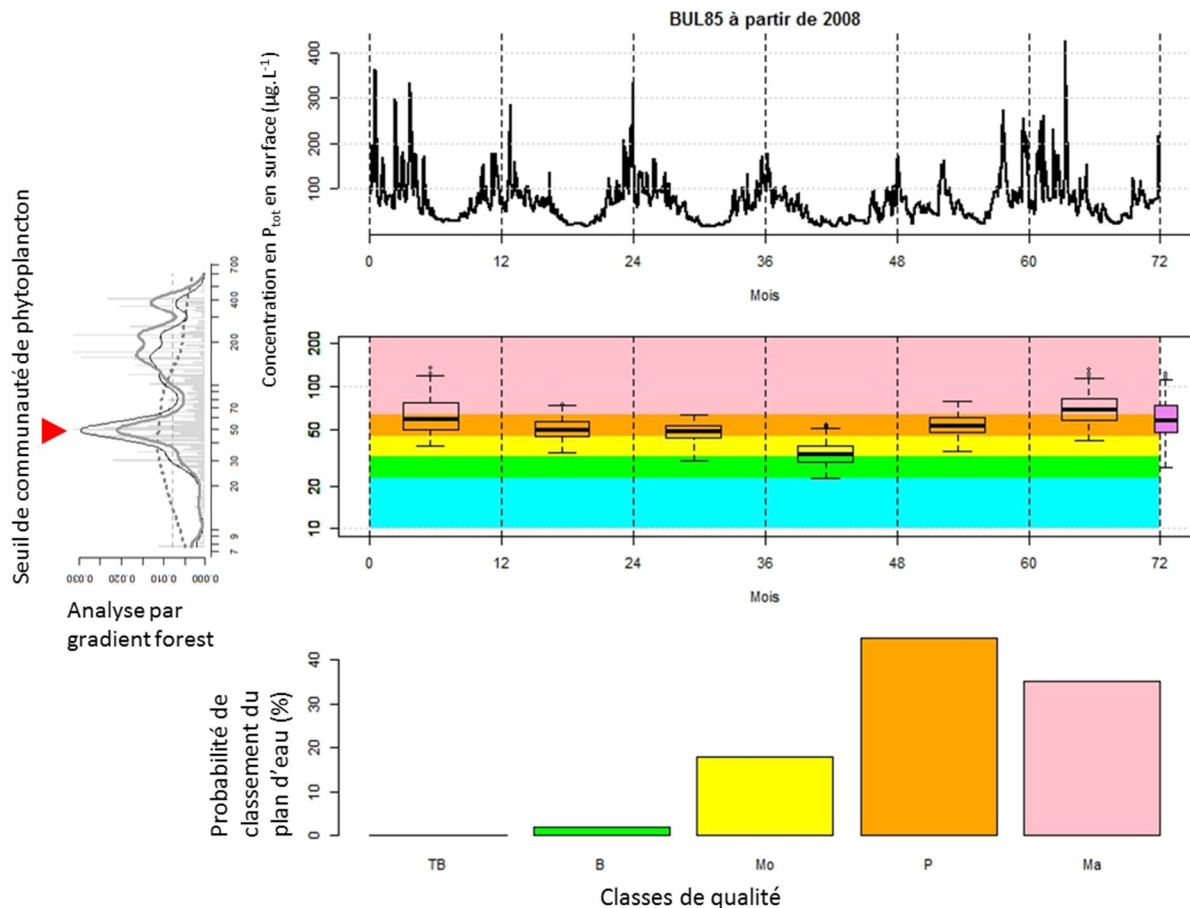 BUL85 à partir de 2008
Concentration en Ptot en surface (µg.L-1)
400
300
200
100
0 12 24 36 48 60 72
Mois
Seuil de communauté de phytoplancton
700
400
200
100
70
50
30
20
9
7
0.030 0.020 0.010 0.000
Analyse par
gradient forest
200
100
50
20
10
0 12 24 36 48 60 72
Mois
Probabilité de
classement du
plan d'eau (%)
40
30
20
10
0
TB B Mo P Ma
Classes de qualité